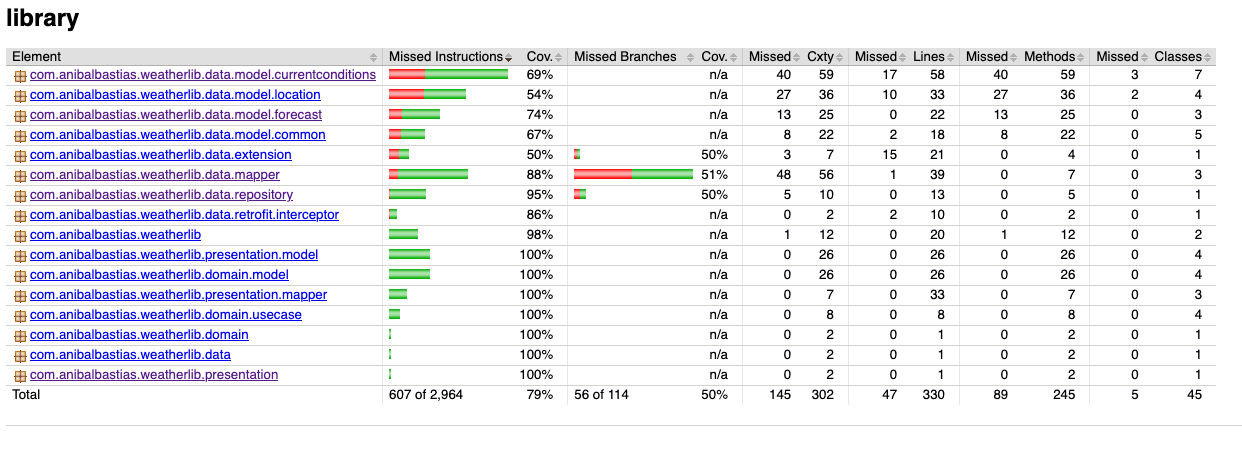 library
Element Missed Instructions Cov. Missed Branches Cov. Missed Cxty Missed Lines Missed Methods Missed Classes
com.anibalbastias.weatherlib.data.model.currentconditions 69% n/a 40 59 17 58 40 59 3 7
com.anibalbastias.weatherlib.data.model.location 54% n/a 27 36 10 33 27 36 2 4
com.anibalbastias.weatherlib.data.model.forecast 74% n/a 13 25 0 22 13 25 0 3
com.anibalbastias.weatherlib.data.model.common 67% n/a 8 22 2 18 8 22 0 5
com.anibalbastias.weatherlib.data.extension 50% 50% 3 7 15 21 0 4 0 1
com.anibalbastias.weatherlib.data.mapper 88% 51% 48 56 1 39 0 7 0 3
com.anibalbastias.weatherlib.data.repository 95% 50% 5 10 0 13 0 5 0 1
com.anibalbastias.weatherlib.data.retrofit.interceptor 86% n/a 0 2 2 10 0 2 0 1
com.anibalbastias.weatherlib 98% n/a 1 12 0 20 1 12 0 2
com.anibalbastias.weatherlib.presentation.model 100% n/a 0 26 0 26 0 26 0 4
com.anibalbastias.weatherlib.domain.model 100% n/a 0 26 0 26 0 26 0 4
com.anibalbastias.weatherlib.presentation.mapper 100% n/a 0 7 0 33 0 7 0 3
com.anibalbastias.weatherlib.domain.usecase 100% n/a 0 8 0 8 0 8 0 4
com.anibalbastias.weatherlib.domain 100% n/a 0 2 0 1 0 2 0 1
com.anibalbastias.weatherlib.data 100% n/a 0 2 0 1 0 2 0 1
com.anibalbastias.weatherlib.presentation 100% n/a 0 2 0 1 0 2 0 1
Total 607 of 2,964 79% 56 of 114 50% 145 302 47 330 89 245 5 45